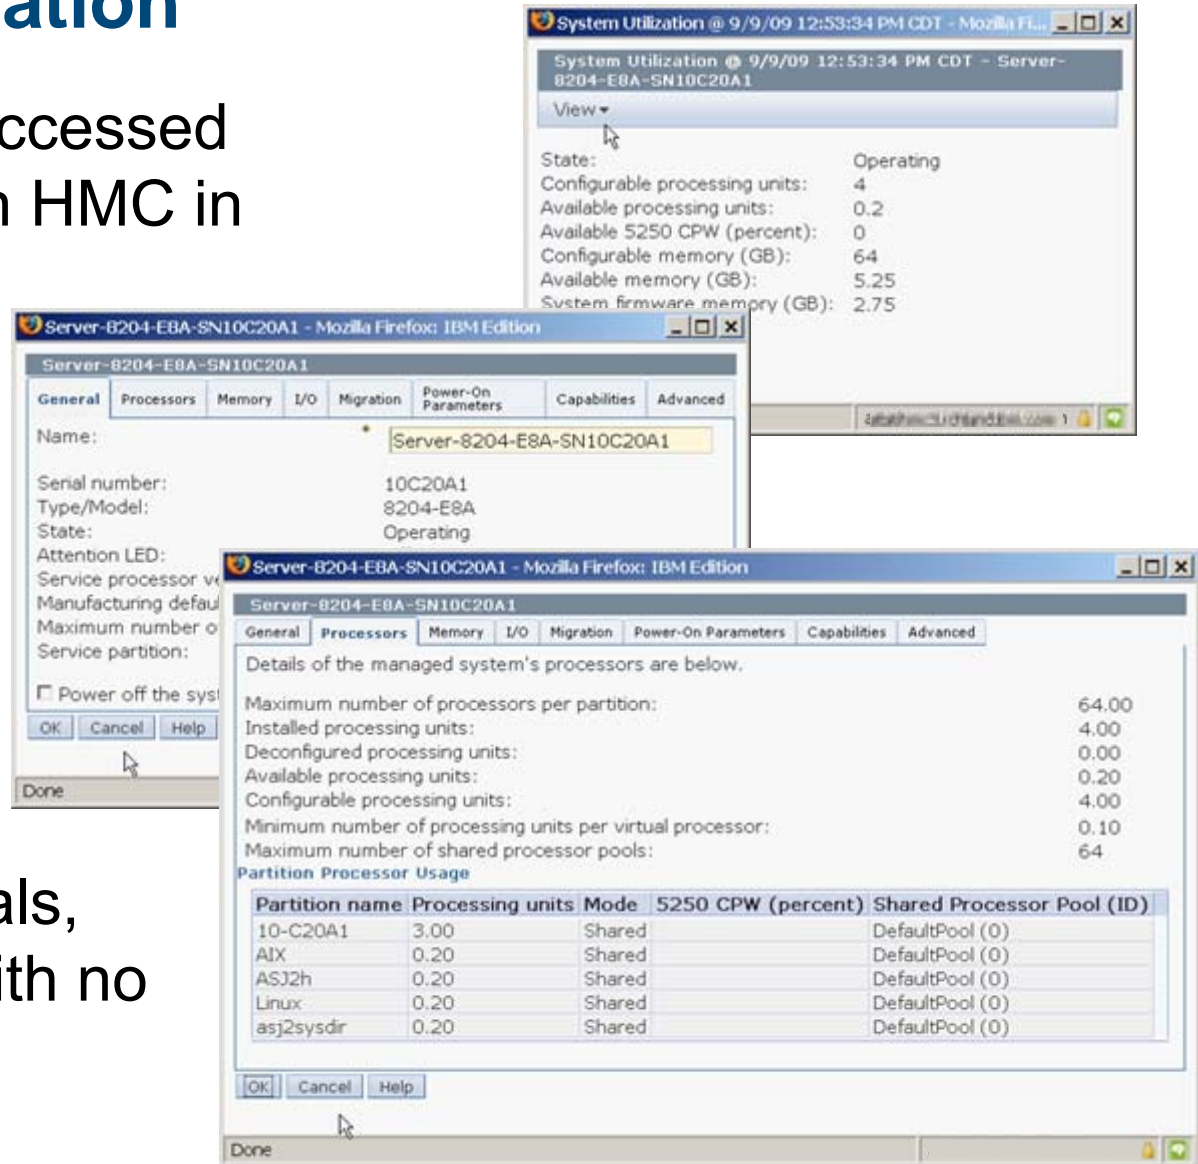 ation
ccessed
n HMC in
System Utilization @ 9/9/09 12:53:34 PM CDT - Mozilla Fi...
System Utilization @ 9/9/09 12:53:34 PM CDT - Server-
8204-E8A-SN10C20A1
View
State: Operating
Configurable processing units: 4
Available processing units: 0.2
Available 5250 CPW (percent): 0
Configurable memory (GB): 64
Available memory (GB): 5.25
System firmware memory (GB): 2.75
Server-8204-E8A-SN10C20A1 - Mozilla Firefox: IBM Edition
Server-8204-E8A-SN10C20A1
General Processors Memory I/O Migration Power-On Parameters Capabilities Advanced
Name: * Server-8204-E8A-SN10C20A1
Serial number: 10C20A1
Type/Model: 8204-E8A
State: Operating
Attention LED:
Service processor ve
Manufacturing defau
Maximum number o
Service partition:
Power off the sys
OK Cancel Help
Done
Server-8204-E8A-SN10C20A1 - Mozilla Firefox: IBM Edition
Server-8204-E8A-SN10C20A1
General Processors Memory I/O Migration Power-On Parameters Capabilities Advanced
Details of the managed system's processors are below.
Maximum number of processors per partition: 64.00
Installed processing units: 4.00
Deconfigured processing units: 0.00
Available processing units: 0.20
Configurable processing units: 4.00
Minimum number of processing units per virtual processor: 0.10
Maximum number of shared processor pools: 64
Partition Processor Usage
Partition name Processing units Mode 5250 CPW (percent) Shared Processor Pool (ID)
10-C20A1 3.00 Shared DefaultPool (0)
AIX 0.20 Shared DefaultPool (0)
ASJ2h 0.20 Shared DefaultPool (0)
Linux 0.20 Shared DefaultPool (0)
asj2sysdir 0.20 Shared DefaultPool (0)
OK Cancel Help
Done
als,
ith no